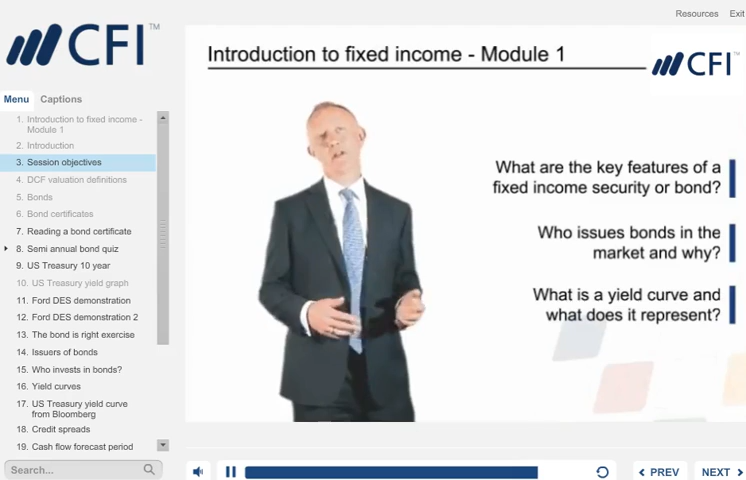 Resources Exit
CFI™
Introduction to fixed income - Module 1
CFI™
Menu Captions
1. Introduction to fixed income -
Module 1
2. Introduction
3. Session objectives
4. DCF valuation definitions
5. Bonds
6. Bond certificates
7. Reading a bond certificate
8. Semi annual bond quiz
9. US Treasury 10 year
10. US Treasury yield graph
11. Ford DES demonstration
12. Ford DES demonstration 2
13. The bond is right exercise
14. Issuers of bonds
15. Who invests in bonds?
16. Yield curves
17. US Treasury yield curve
from Bloomberg
18. Credit spreads
19. Cash flow forecast period
Search...
What are the key features of a
fixed income security or bond?
Who issues bonds in the
market and why?
What is a yield curve and
what does it represent?
PREV NEXT